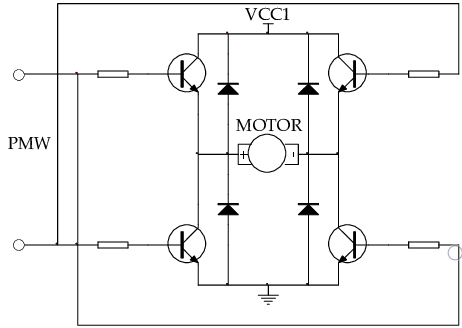 VCC1
MOTOR
+ -
PMW